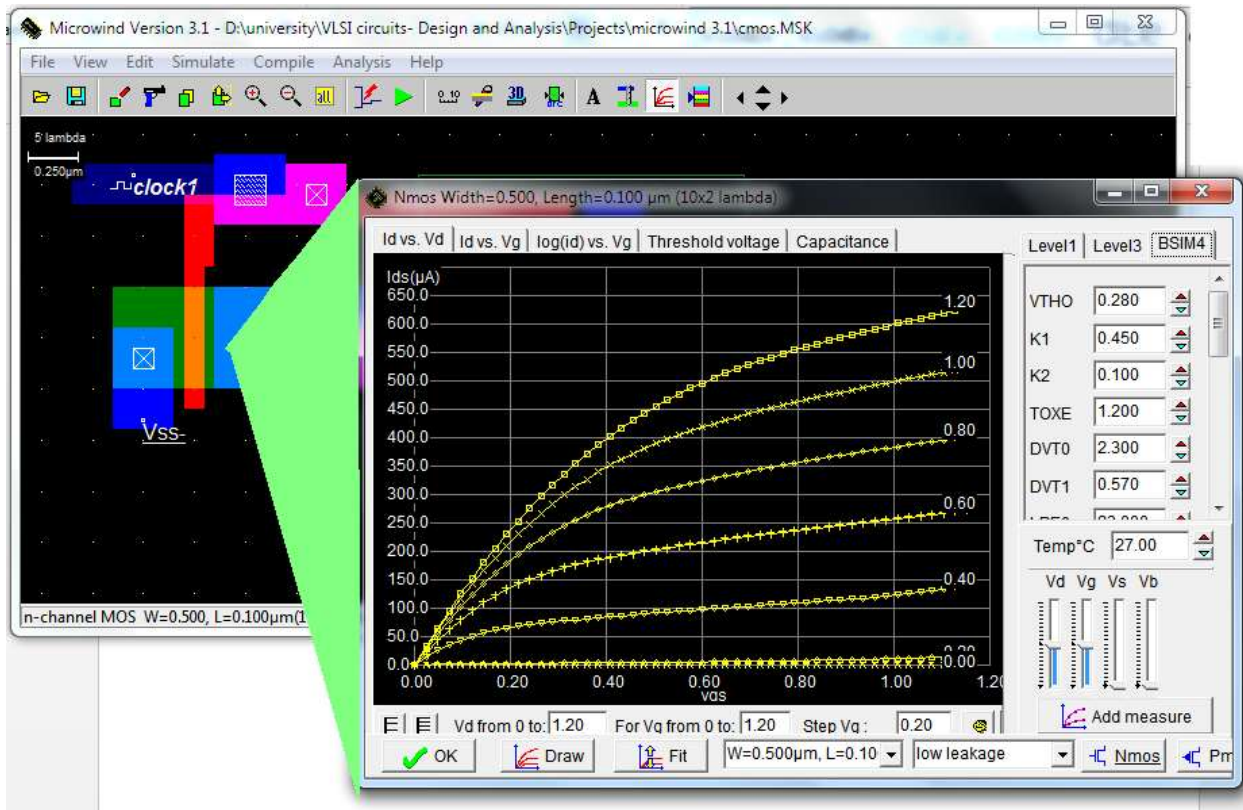 Microwind Version 3.1 - D:\university\VLSI circuits- Design and Analysis\Projects\microwind 3.1\cmos.MSK
File View Edit Simulate Compile Analysis Help
5 lambda
0.250µm
clock1
Vss-
n-channel MOS W=0.500, L=0.100µm(1
Nmos Width=0.500, Length=0.100 µm (10x2 lambda)
Id vs. Vd Id vs. Vg log(id) vs. Vg Threshold voltage Capacitance
Level1 Level3 BSIM4
Ids(µA)
650.0
600.0
550.0
500.0
450.0
400.0
350.0
300.0
250.0
200.0
150.0
100.0
50.0
0.0
1.20
1.00
0.80
0.60
0.40
0.20
0.00
0.00 0.20 0.40 0.60 0.80 1.00 1.20
vds
VTHO 0.280
K1 0.450
K2 0.100
TOXE 1.200
DVT0 2.300
DVT1 0.570
Temp°C 27.00
Vd Vg Vs Vb
Add measure
Vd from 0 to: 1.20 For Vg from 0 to: 1.20 Step Vg : 0.20
OK Draw Fit W=0.500µm, L=0.10 low leakage Nmos Pm